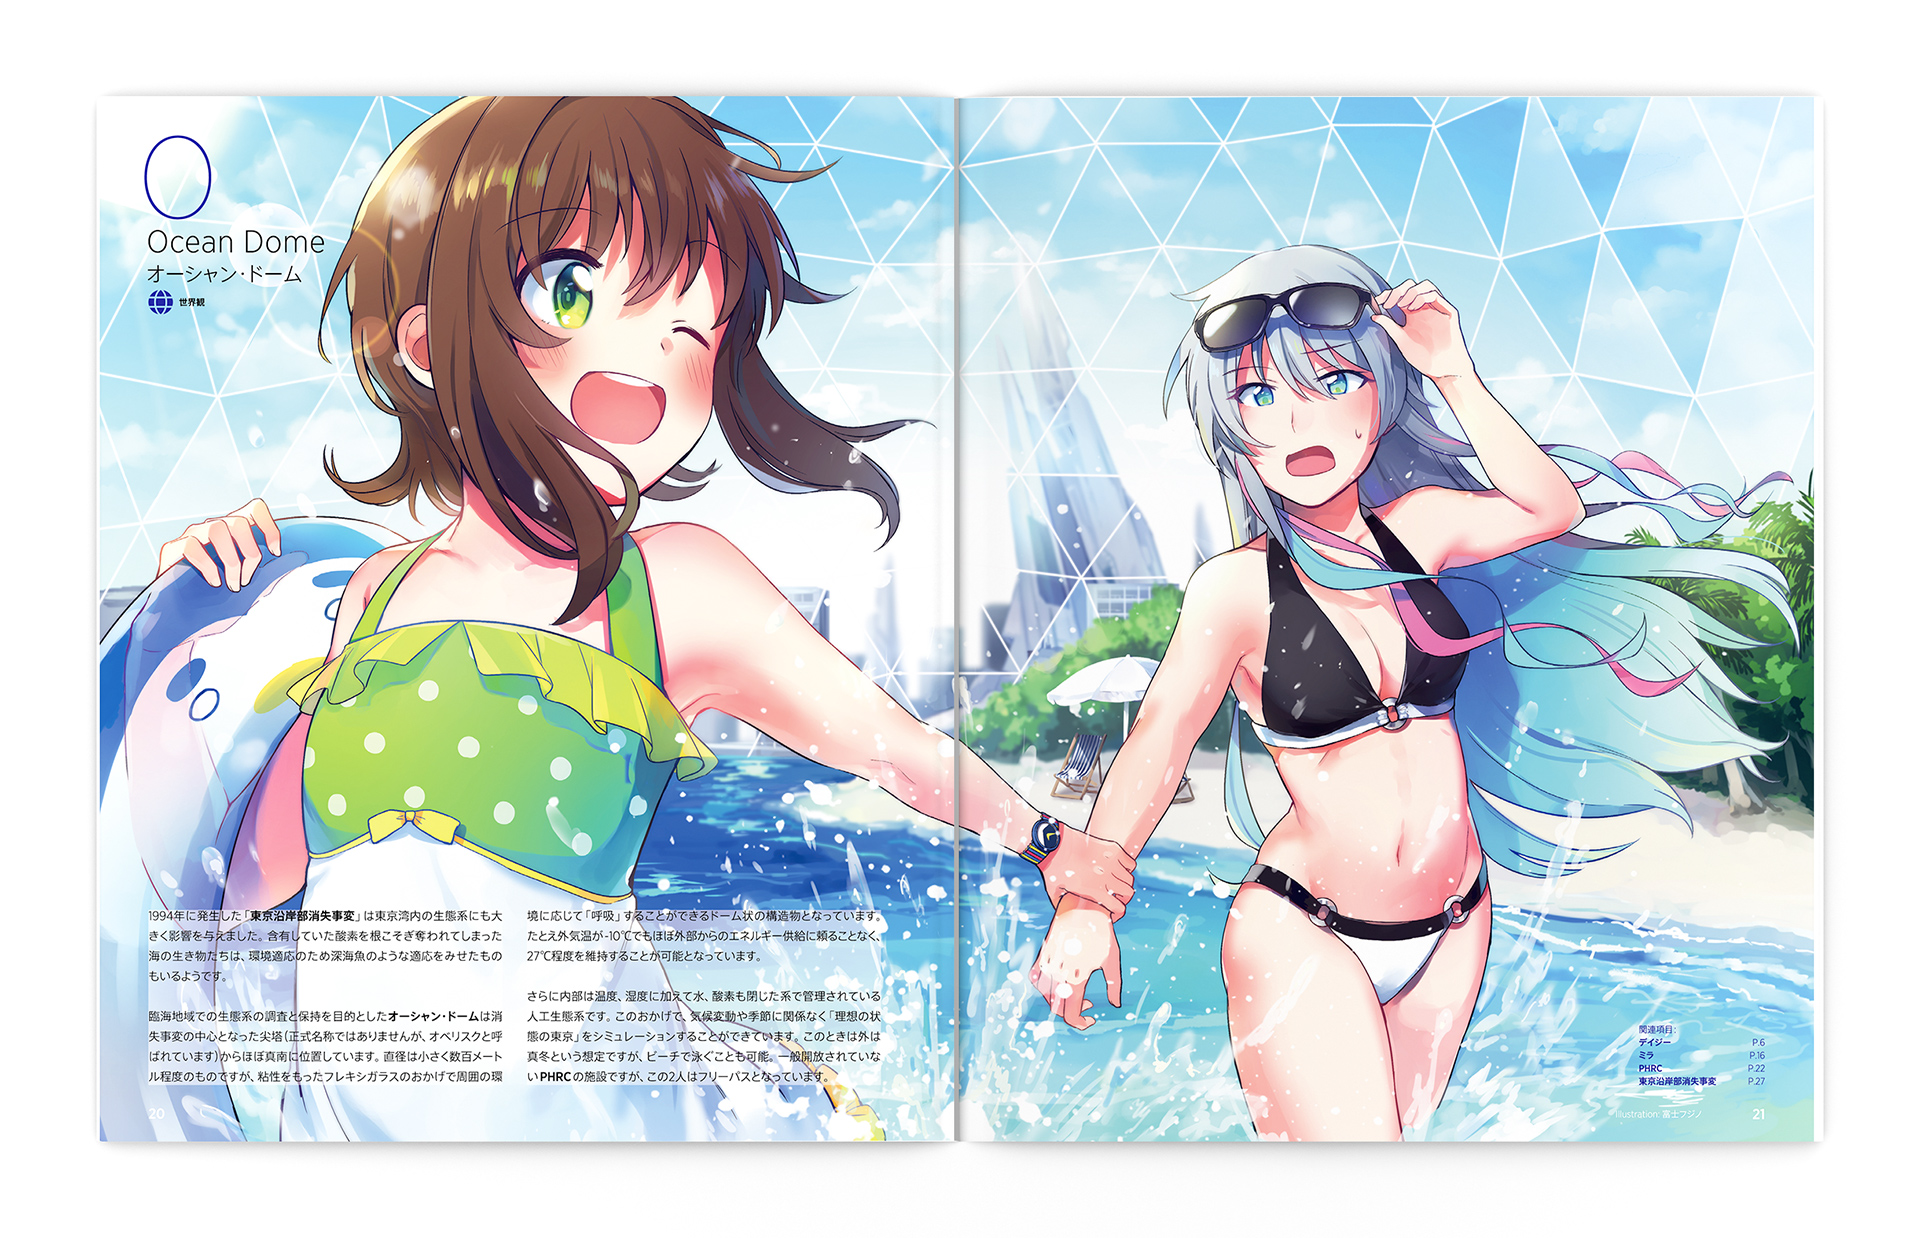 O
Ocean Dome
オーシャン・ドーム
世界観
1994年に発生した「東京沿岸部消失事変」は東京湾内の生態系にも大
きく影響を与えました。含有していた酸素を根こそぎ奪われてしまった
海の生き物たちは、環境適応のため深海魚のような適応をみせたもの
もいるようです。
臨海地域での生態系の調査と保持を目的としたオーシャン・ドームは消
失事変の中心となった尖塔（正式名称ではありませんが、オベリスクと呼
ばれています）からほぼ真南に位置しています。直径は小さく数百メート
ル程度のものですが、粘性をもったフレキシガラスのおかげで周囲の環
境に応じて「呼吸」することができるドーム状の構造物となっています。
たとえ外気温が-10℃でもほぼ外部からのエネルギー供給に頼ることなく、
27℃程度を維持することが可能となっています。
さらに内部は温度、湿度に加えて水、酸素も閉じた系で管理されている
人工生態系です。このおかげで、気候変動や季節に関係なく「理想の状
態の東京」をシミュレーションすることができています。このときは外は
真冬という想定ですが、ビーチで泳ぐことも可能。一般開放されていな
いPHRCの施設ですが、この2人はフリーパスとなっています。
20
関連項目：
デイジー P.6
ミラ P.16
PHRC P.22
東京沿岸部消失事変 P.27
Illustration: 富士フジノ
21